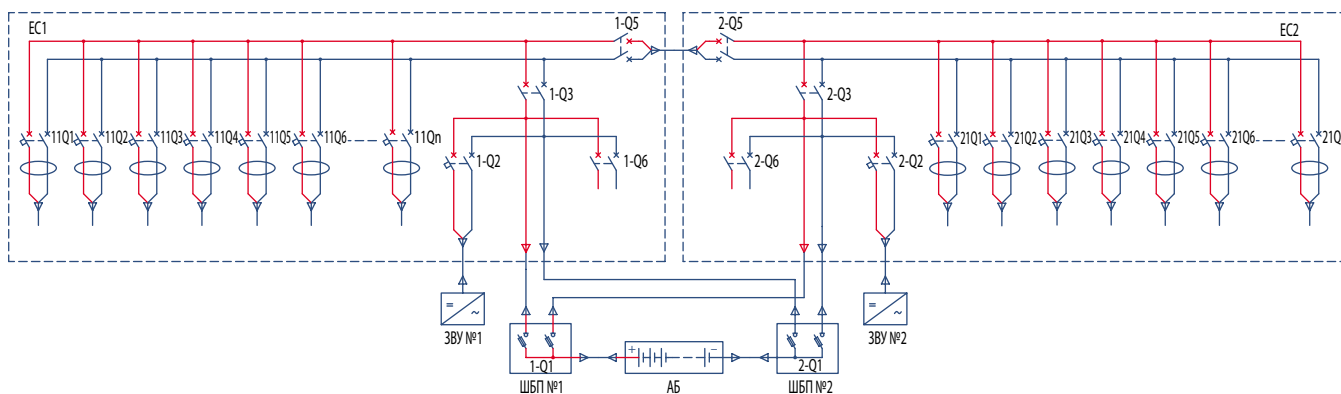 EC1
1-Q5
2-Q5
EC2
1-Q3
2-Q3
11Q1
11Q2
11Q3
11Q4
11Q5
11Q6
11Qn
1-Q2
1-Q6
2-Q6
2-Q2
21Q1
21Q2
21Q3
21Q4
21Q5
21Q6
21Q
=
~
ЗВУ №1
1-Q1
ШБП №1
+
−
АБ
2-Q1
ШБП №2
=
~
ЗВУ №2